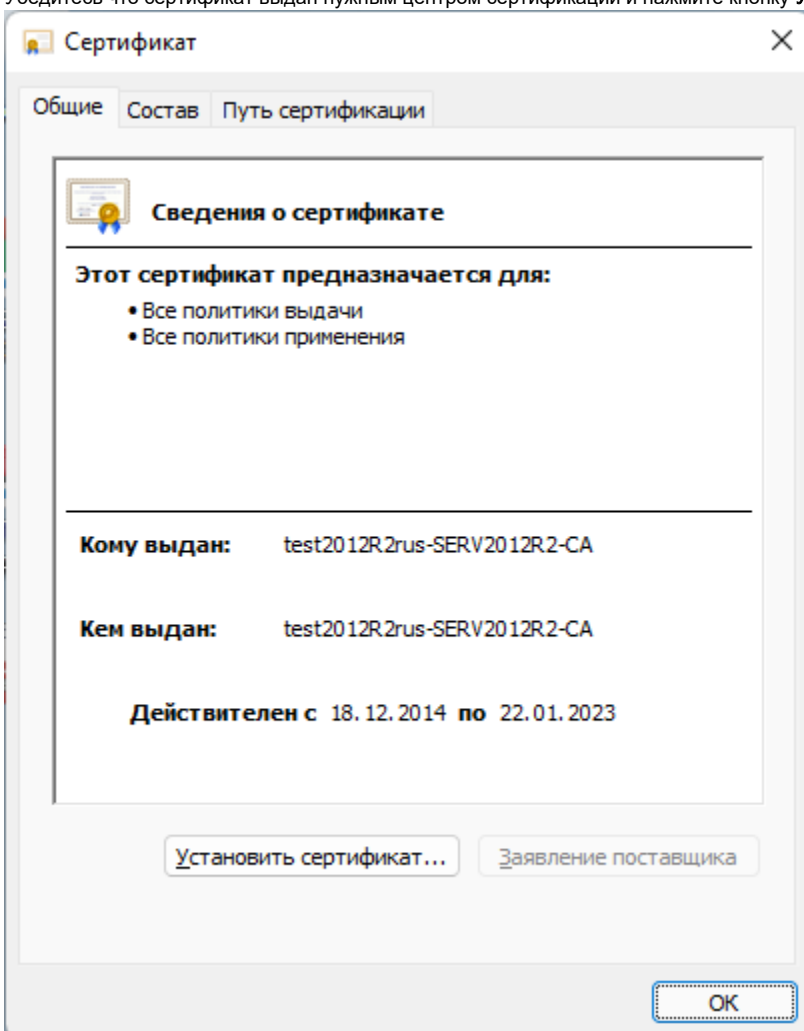 Убедитесь что сертификат выдан нужным центром сертификации и нажмите кнопку
Сертификат
Общие Состав Путь сертификации
Сведения о сертификате
Этот сертификат предназначается для:
• Все политики выдачи
• Все политики применения
Кому выдан: test2012R2rus-SERV2012R2-CA
Кем выдан: test2012R2rus-SERV2012R2-CA
Действителен с 18.12.2014 по 22.01.2023
Установить сертификат... Заявление поставщика
ОК